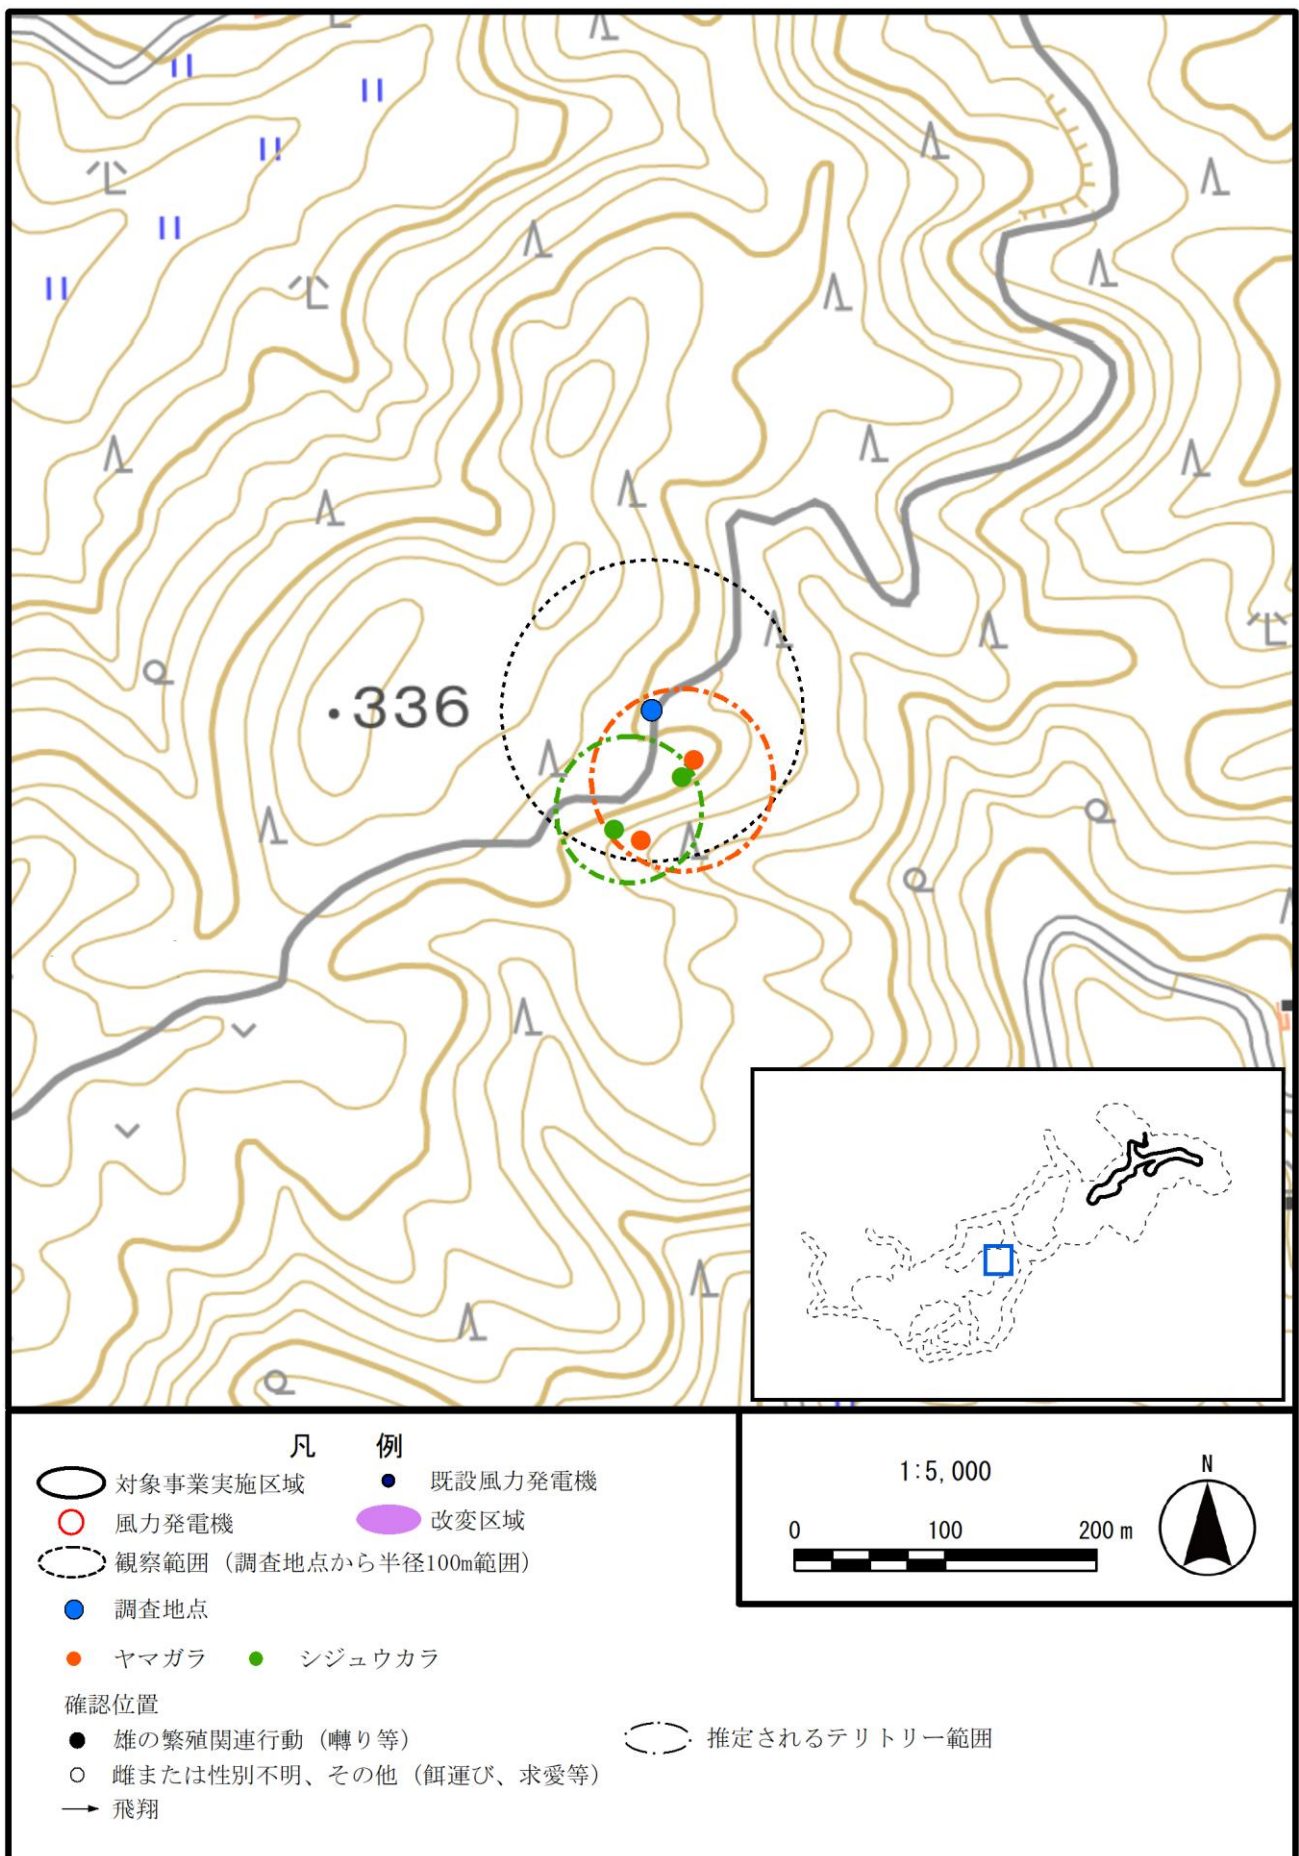 336
凡 例
対象事業実施区域
既設風力発電機
風力発電機
改変区域
観察範囲（調査地点から半径100m範囲）
調査地点
ヤマガラ
シジュウカラ
確認位置
雄の繁殖関連行動（囀り等）
推定されるテリトリー範囲
雌または性別不明、その他（餌運び、求愛等）
飛翔
1:5,000
N
0 100 200 m